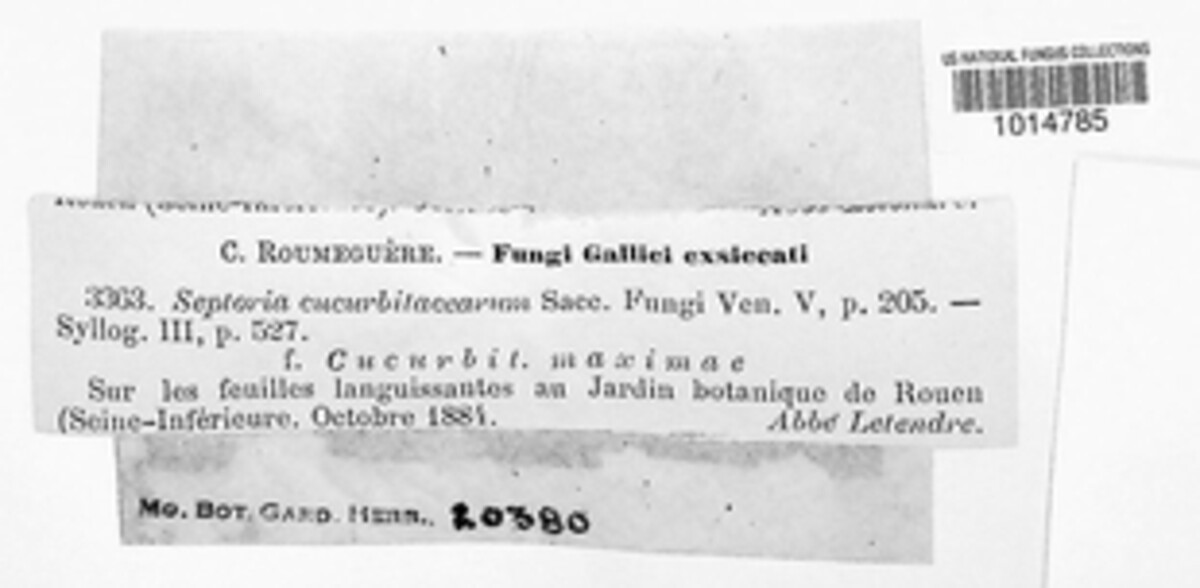 US NATIONAL FUNGUS COLLECTIONS
1014785
C. ROUMEGUÈRE. — Fungi Gallici exsiccati
3363. Septoria cucurbitacearum Sacc. Fungi Ven. V, p. 205. —
Syllog. III, p. 527.
f. Cucurbit. maximae
Sur les feuilles languissantes au Jardin botanique de Rouen
(Seine-Inférieure. Octobre 1884.
Abbé Letendre.
MO. BOT. GARD. HERB. 20380